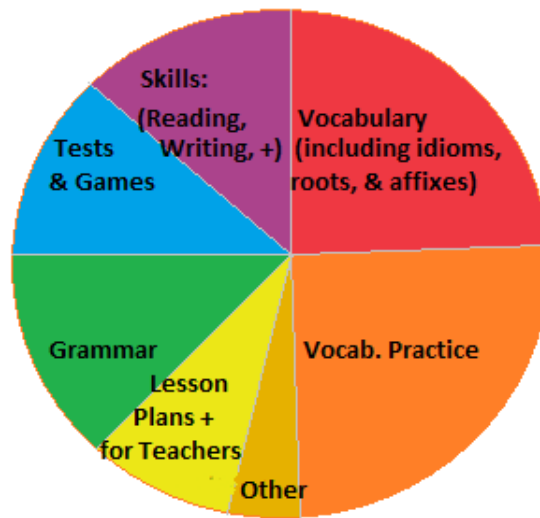 Skills:
(Reading,
Writing, +)
Vocabulary
(including idioms,
roots, & affixes)
Tests
& Games
Grammar
Vocab. Practice
Lesson
Plans +
for Teachers
Other